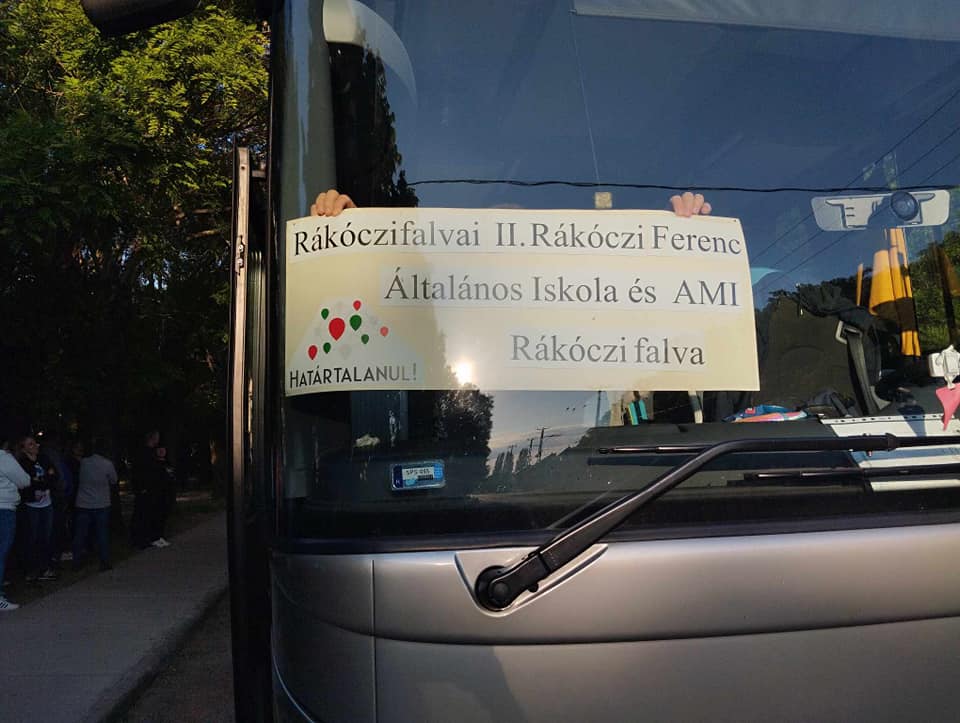 Rákóczifalvai II. Rákóczi Ferenc
Általános Iskola és AMI
Rákóczifalva
HATÁRTALANUL!